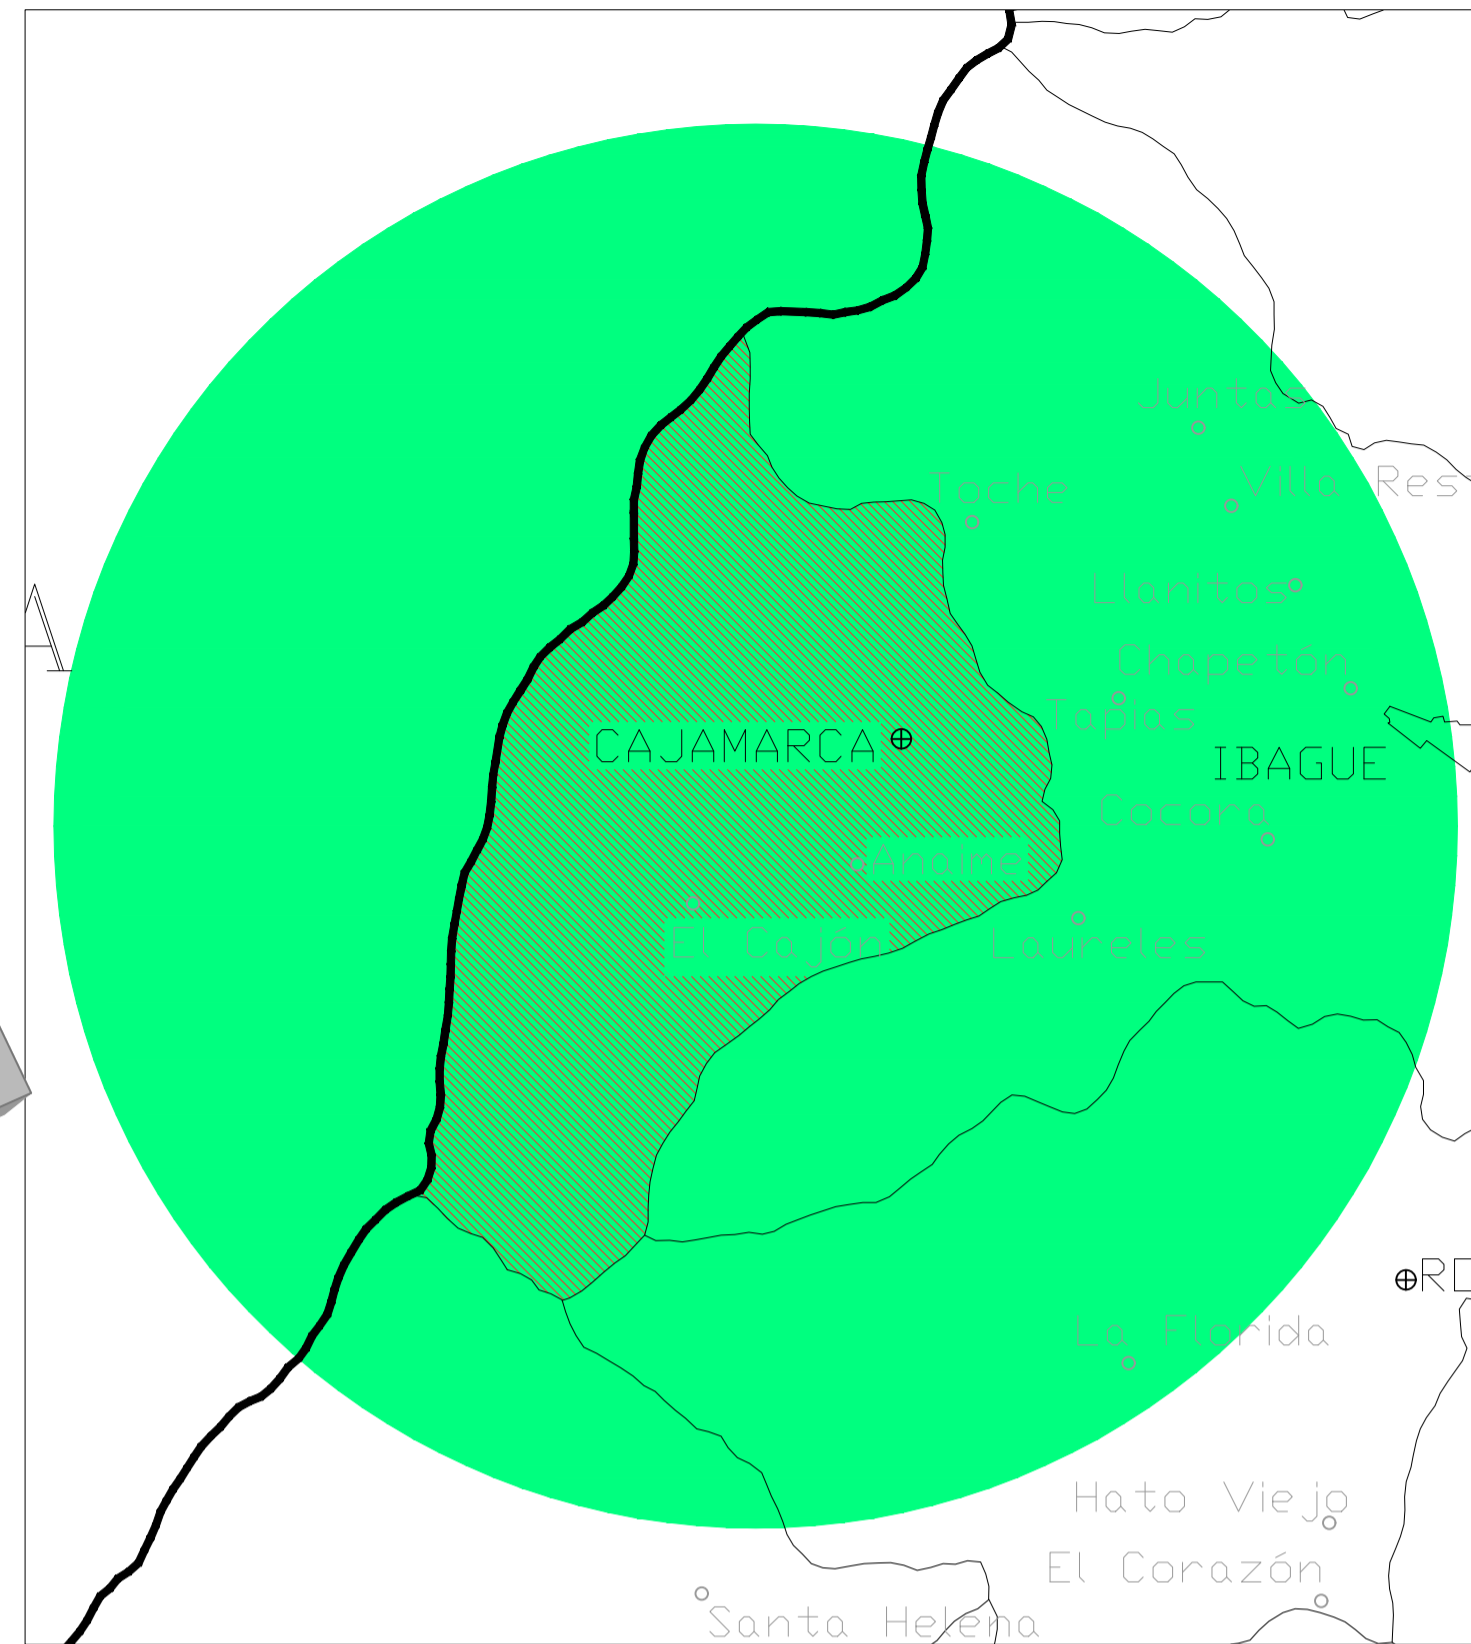 Juntas
Villa Res
Toche
Llanitos
A
Chapetón
Tapias
CAJAMARCA
IBAGUE
Cocora
Anaime
El Cajón
Laureles
La Florida
Hato Viejo
El Corazón
Santa Helena